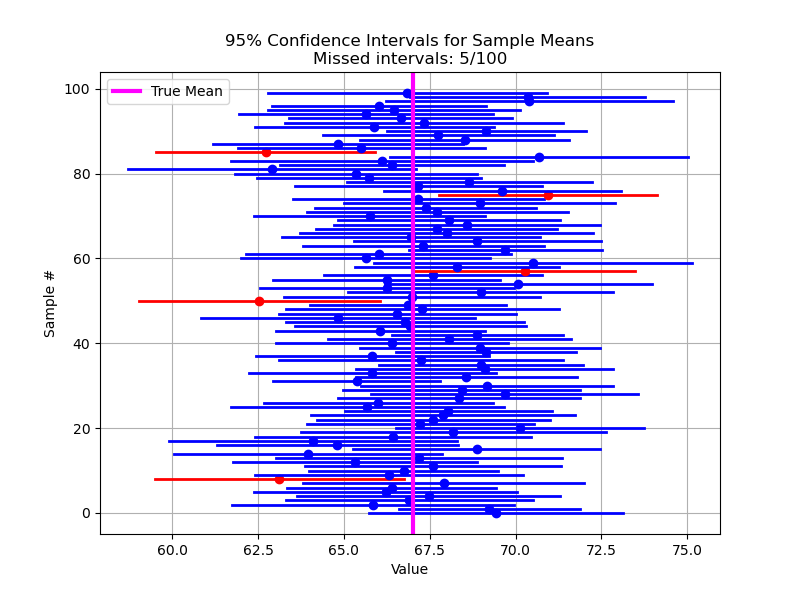 95% Confidence Intervals for Sample Means
Missed intervals: 5/100
True Mean
100
80
60
40
20
0
Sample #
60.0 62.5 65.0 67.5 70.0 72.5 75.0
Value